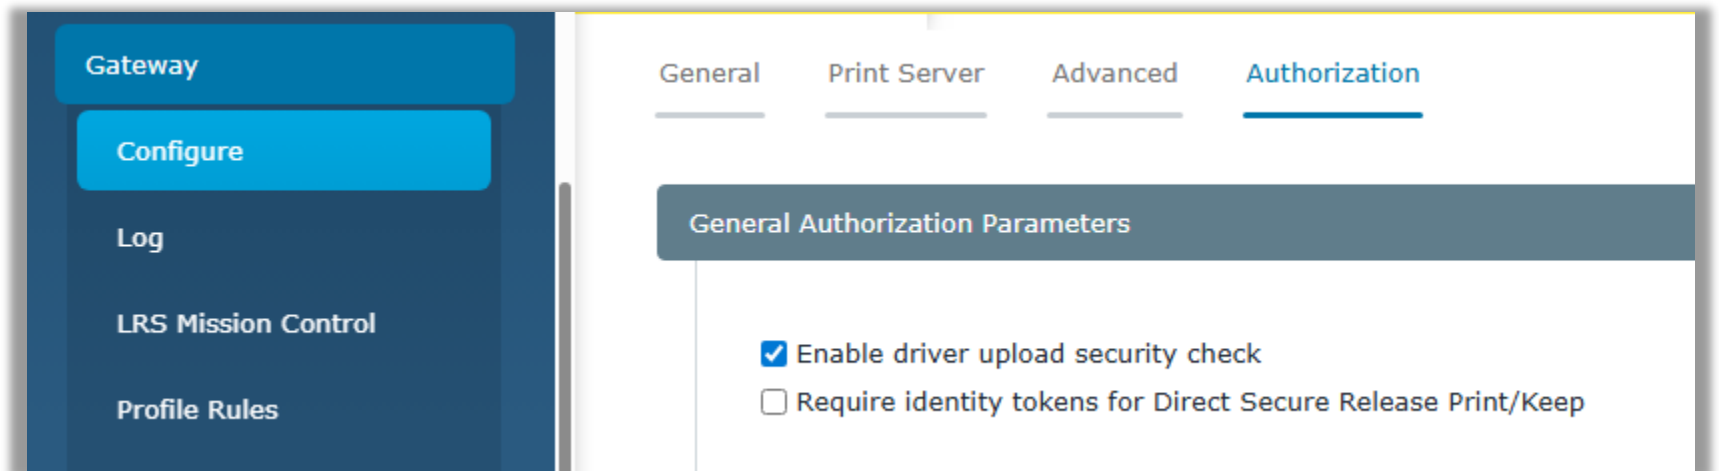 Gateway
Configure
Log
LRS Mission Control
Profile Rules
General Print Server Advanced Authorization
General Authorization Parameters
Enable driver upload security check
Require identity tokens for Direct Secure Release Print/Keep